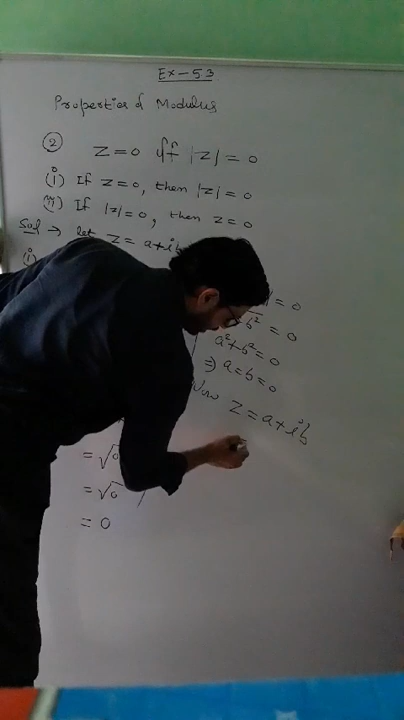 Ex-53
Properties of Modulus
② Z=0 iff |Z|=0
(i) If Z=0, then |Z|=0
(ii) If |Z|=0, then Z=0
Sol → let Z=a+ib
(i)
=√0
=√0
=0
=0
b²=0
a²+b²=0
⇒ a=b=0
Now Z=a+ib